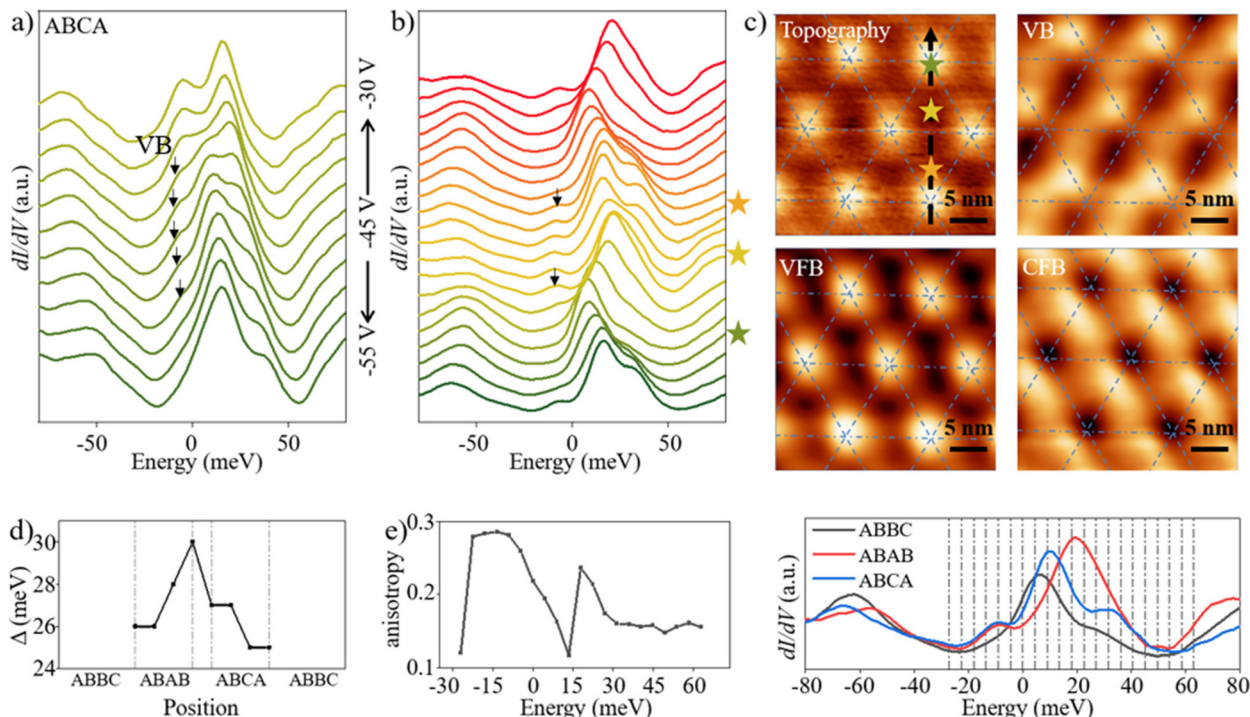 a) ABCA
VB
dI/dV (a.u.)
-50 0 50
Energy (meV)
-55 V -45 V -30 V
b)
dI/dV (a.u.)
-50 0 50
Energy (meV)
c)
Topography
5 nm
VB
5 nm
VFB
5 nm
CFB
5 nm
d)
Δ (meV)
30
28
26
24
ABBC ABAB ABCA ABBC
Position
e)
anisotropy
0.3
0.2
0.1
-30 -15 0 15 30 45 60
Energy (meV)
ABBC
ABAB
ABCA
dI/dV (a.u.)
-80 -60 -40 -20 0 20 40 60 80
Energy (meV)